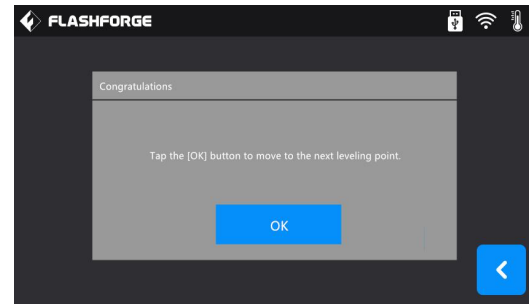 FLASHFORGE
Congratulations
Tap the [OK] button to move to the next leveling point.
OK